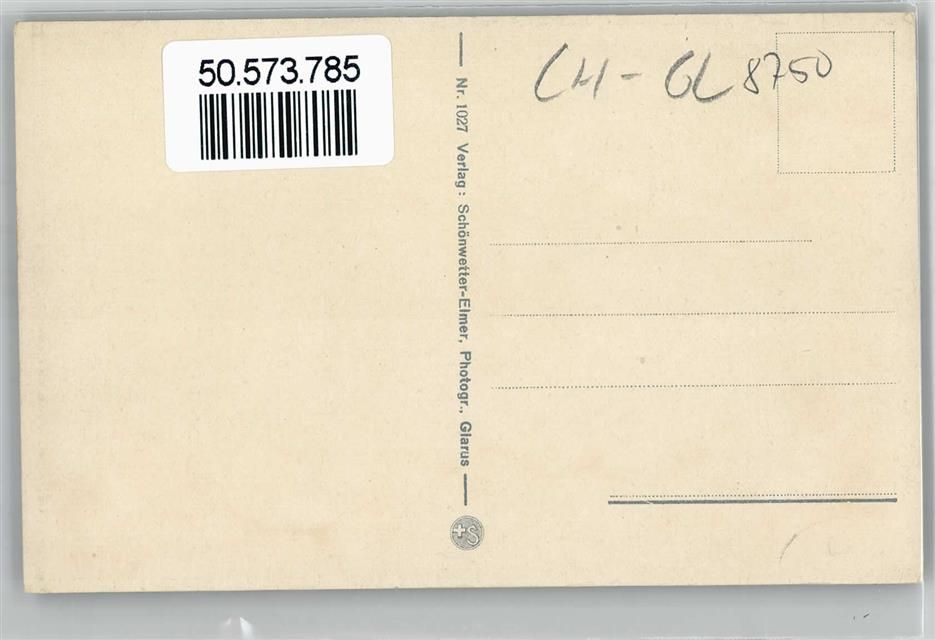 50.573.785
Nr. 1027 Verlag: Schönwetter-Elmer, Photogr., Glarus
CH - GL 8750